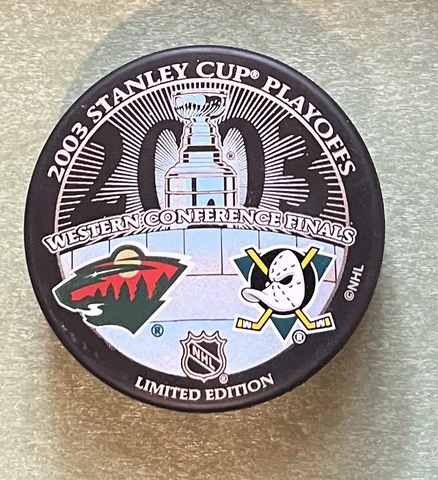 2003 STANLEY CUP® PLAYOFFS
2003
®
WESTERN CONFERENCE FINALS
©NHL
®
®
NHL
®
LIMITED EDITION